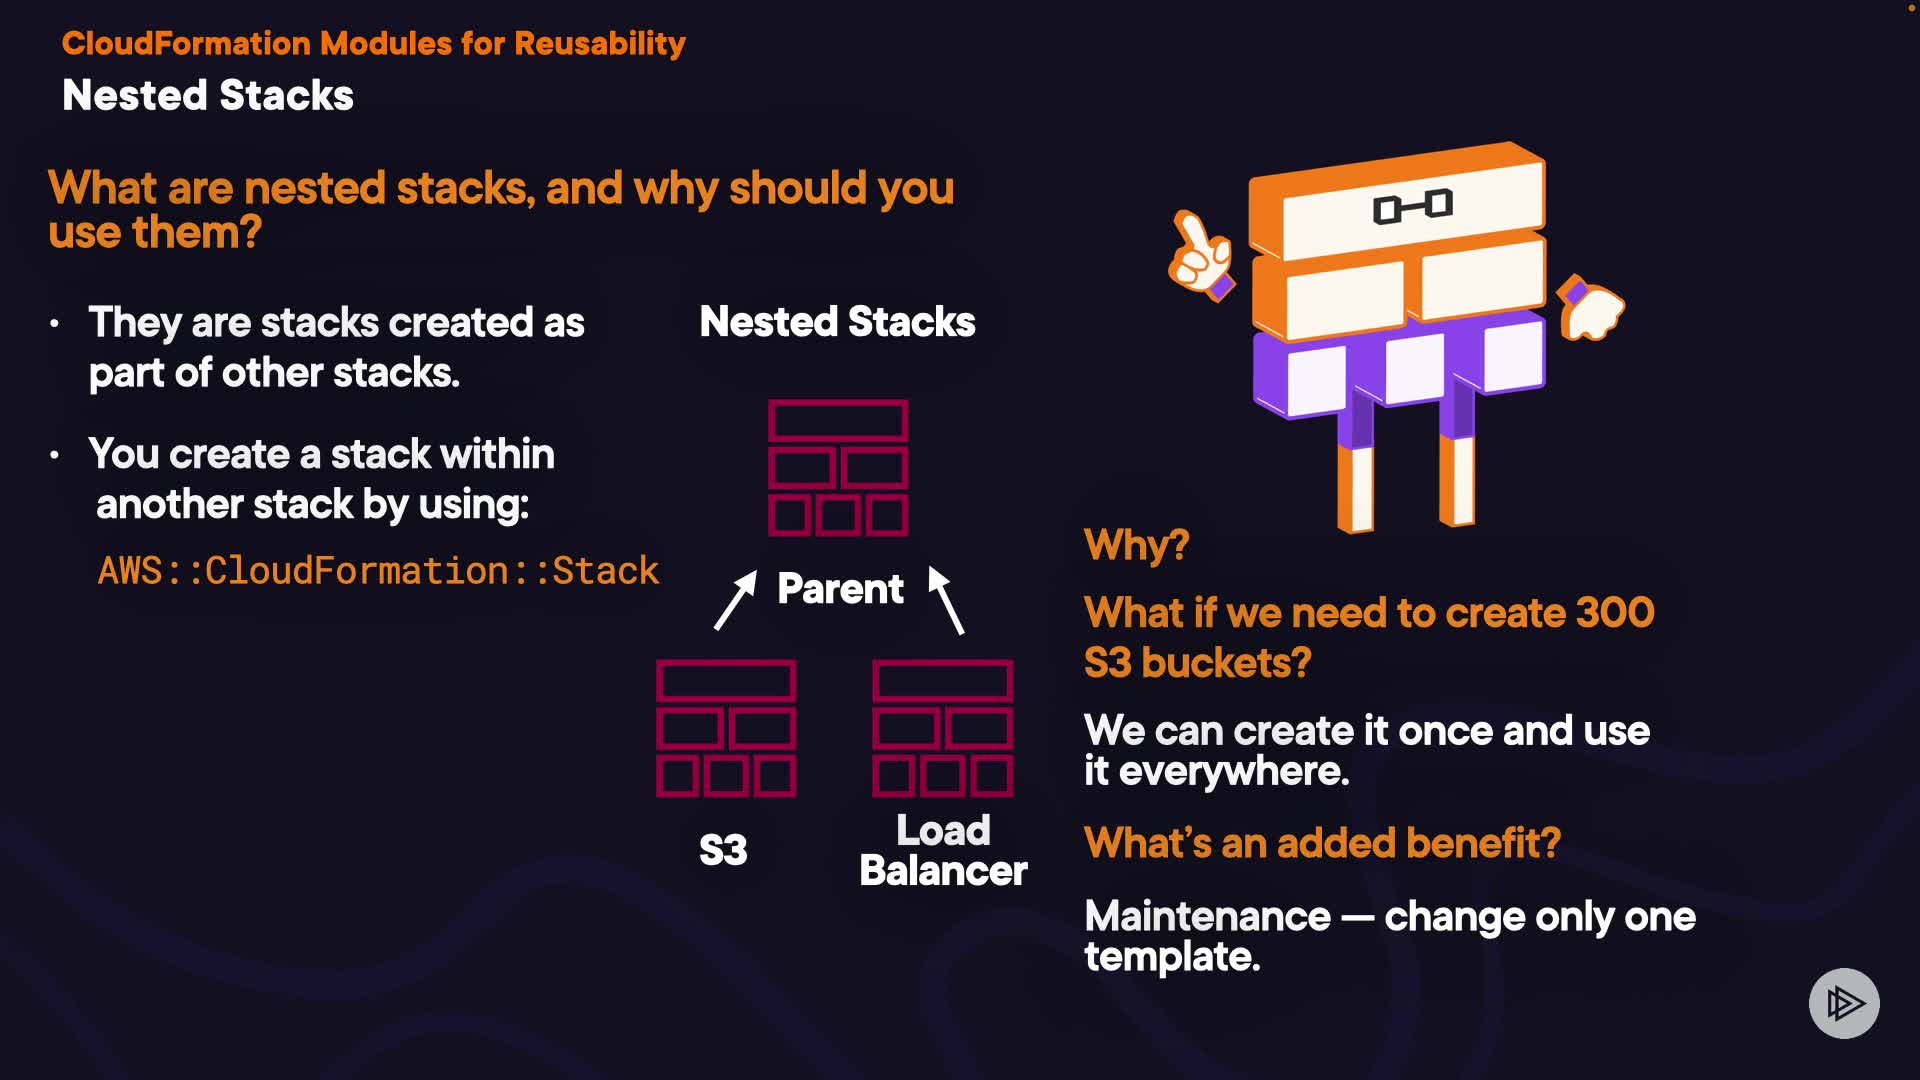 CloudFormation Modules for Reusability
Nested Stacks
What are nested stacks, and why should you
use them?
• They are stacks created as
part of other stacks.
• You create a stack within
another stack by using:
AWS::CloudFormation::Stack
Nested Stacks
Parent
S3
Load
Balancer
Why?
What if we need to create 300
S3 buckets?
We can create it once and use
it everywhere.
What's an added benefit?
Maintenance — change only one
template.